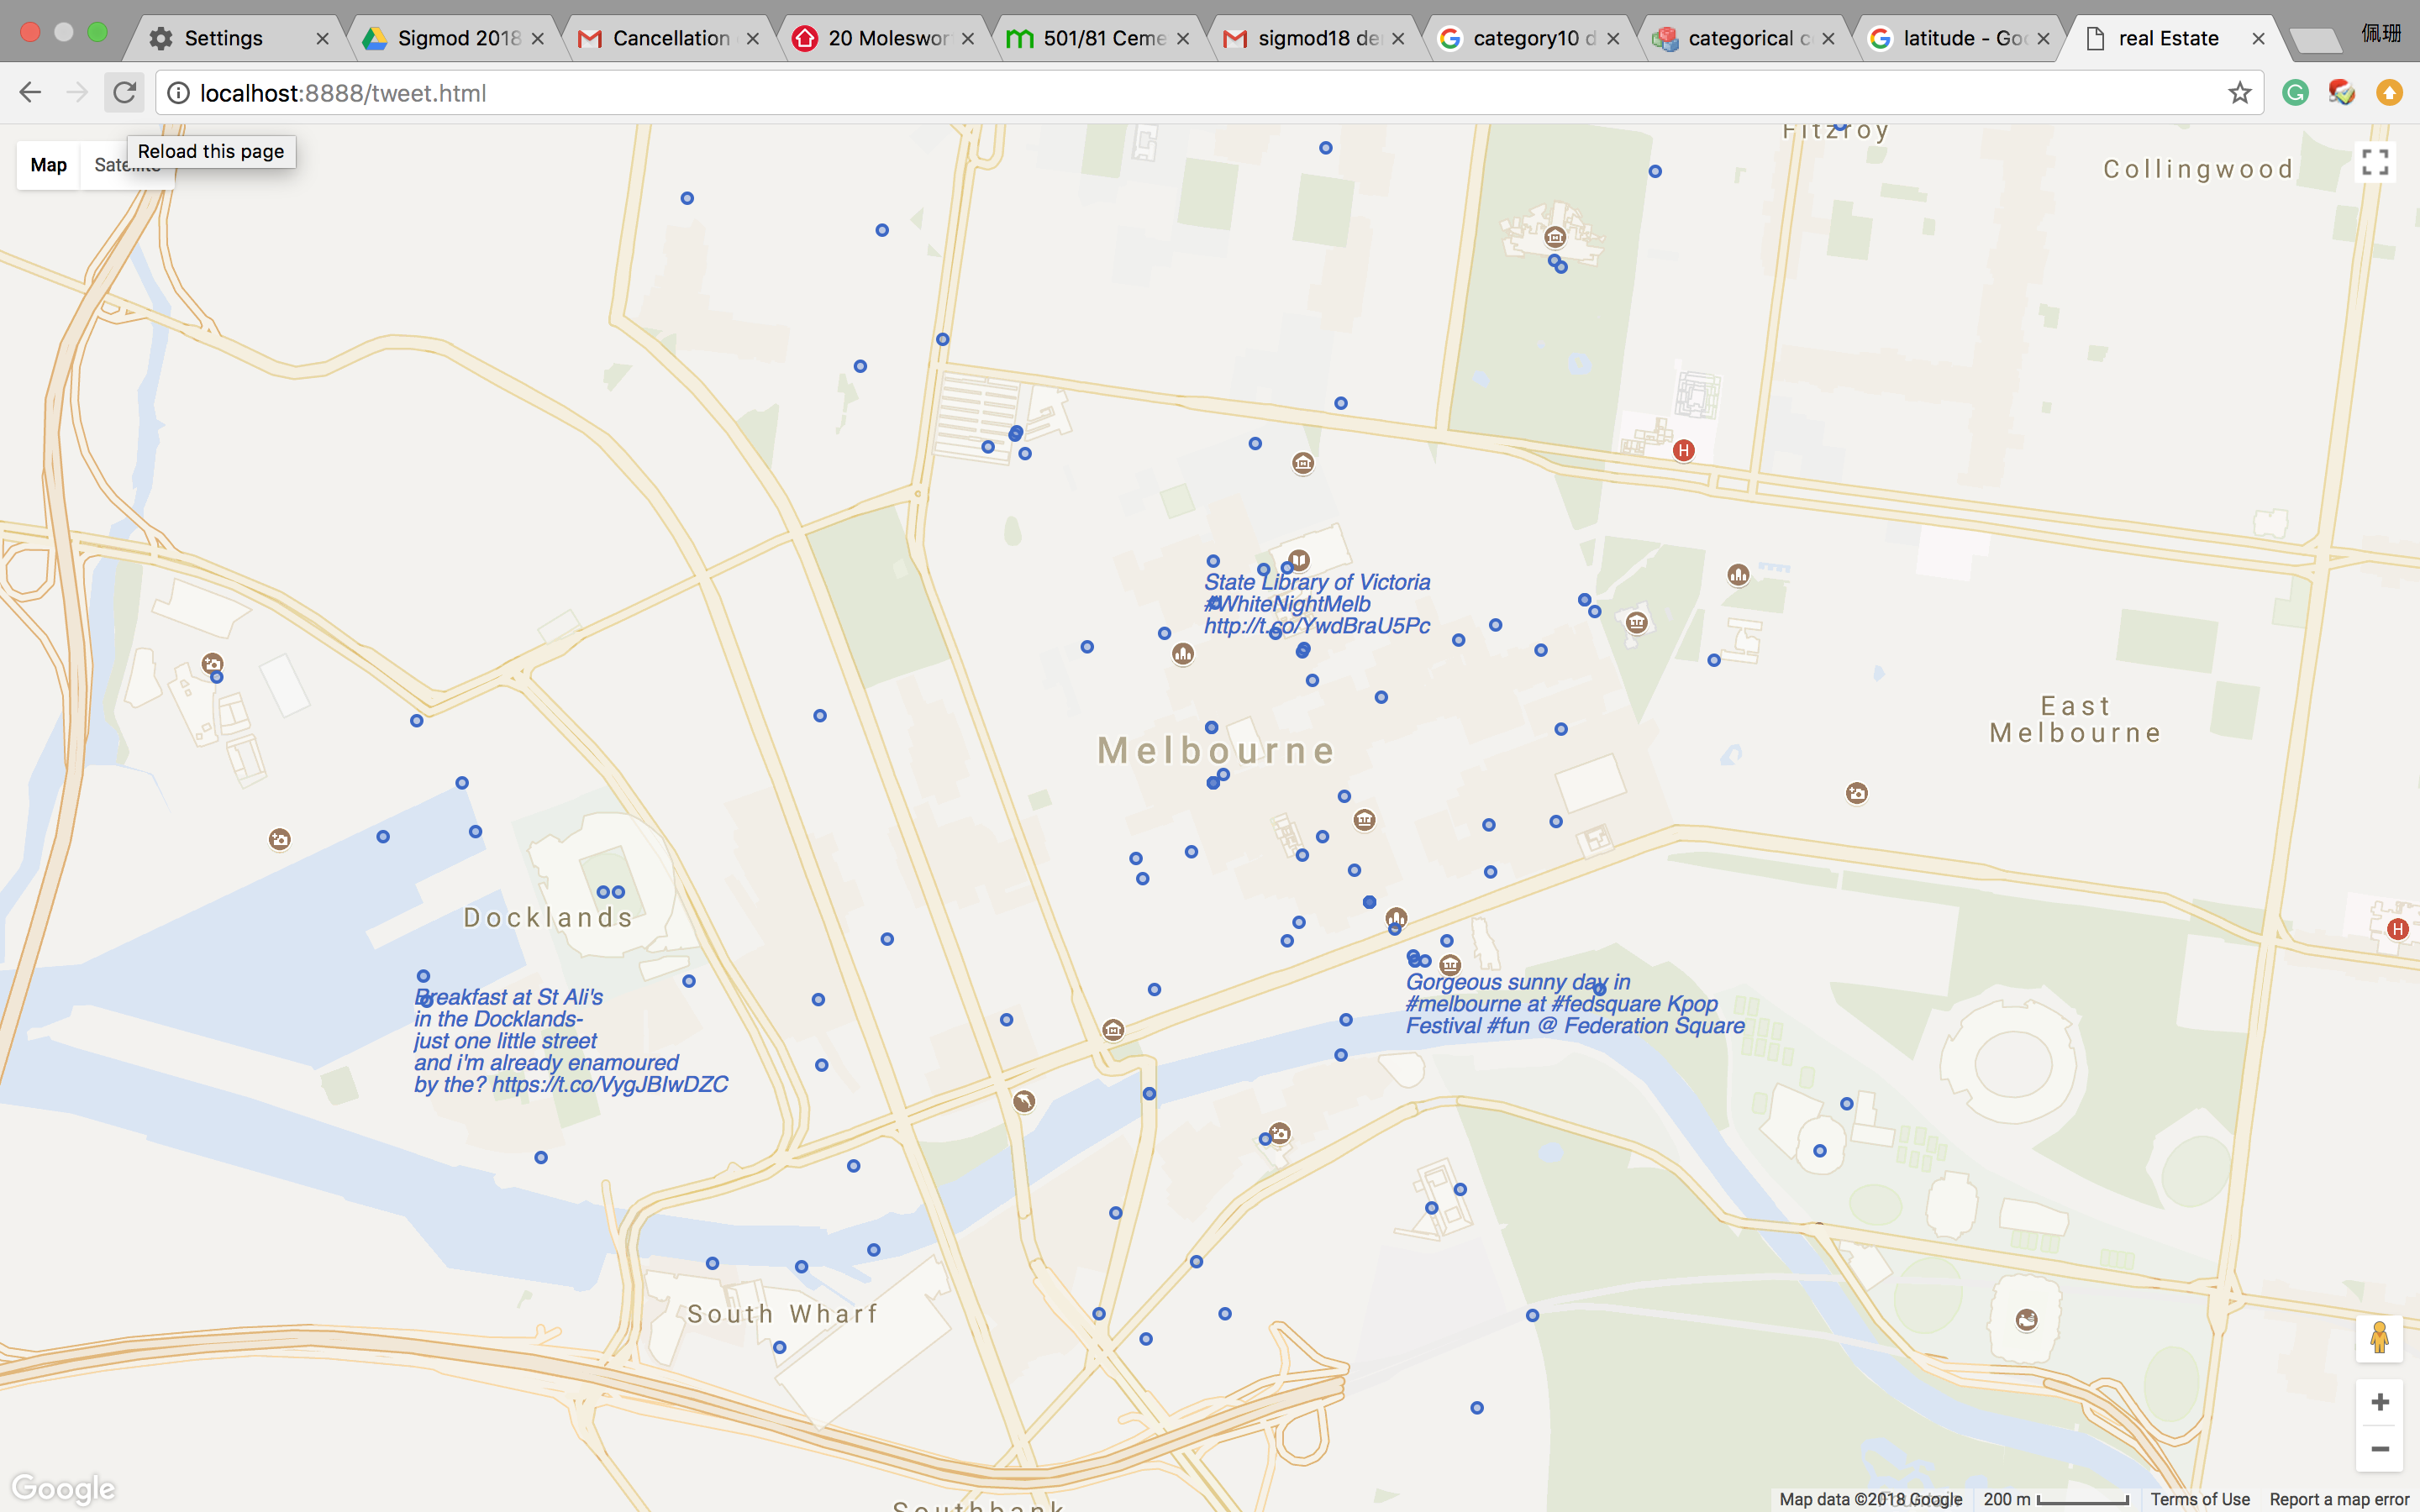 Settings
Sigmod 2018
Cancellation
20 Moleswor
501/81 Ceme
sigmod18 de
category10 d
categorical c
latitude - Goo
real Estate
佩珊
localhost:8888/tweet.html
Reload this page
Map
Satellite
Fitzroy
Collingwood
State Library of Victoria
#WhiteNightMelb
http://t.co/YwdBraU5Pc
East
Melbourne
Melbourne
Docklands
Breakfast at St Ali's
in the Docklands-
just one little street
and i'm already enamoured
by the? https://t.co/VygJBIwDZC
Gorgeous sunny day in
#melbourne at #fedsquare Kpop
Festival #fun @ Federation Square
H
H
South Wharf
Southbank
Google
Map data ©2018 Google
200 m
Terms of Use
Report a map error